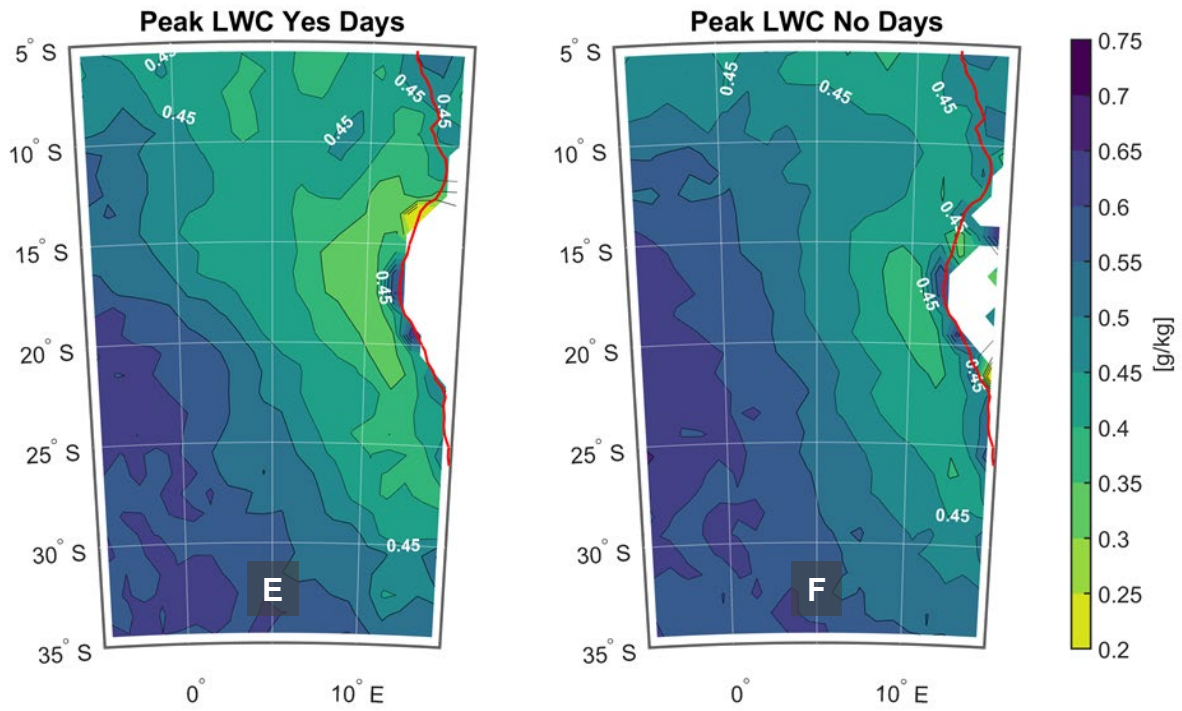 Peak LWC Yes Days
Peak LWC No Days
5° S
10° S
15° S
20° S
25° S
30° S
35° S
0°
10° E
0.45
0.45
0.45
0.45
0.45
0.45
0.45
E
5° S
10° S
15° S
20° S
25° S
30° S
35° S
0°
10° E
0.45
0.45
0.45
0.45
0.45
0.45
0.45
F
0.75
0.7
0.65
0.6
0.55
0.5
0.45
0.4
0.35
0.3
0.25
0.2
[g/kg]